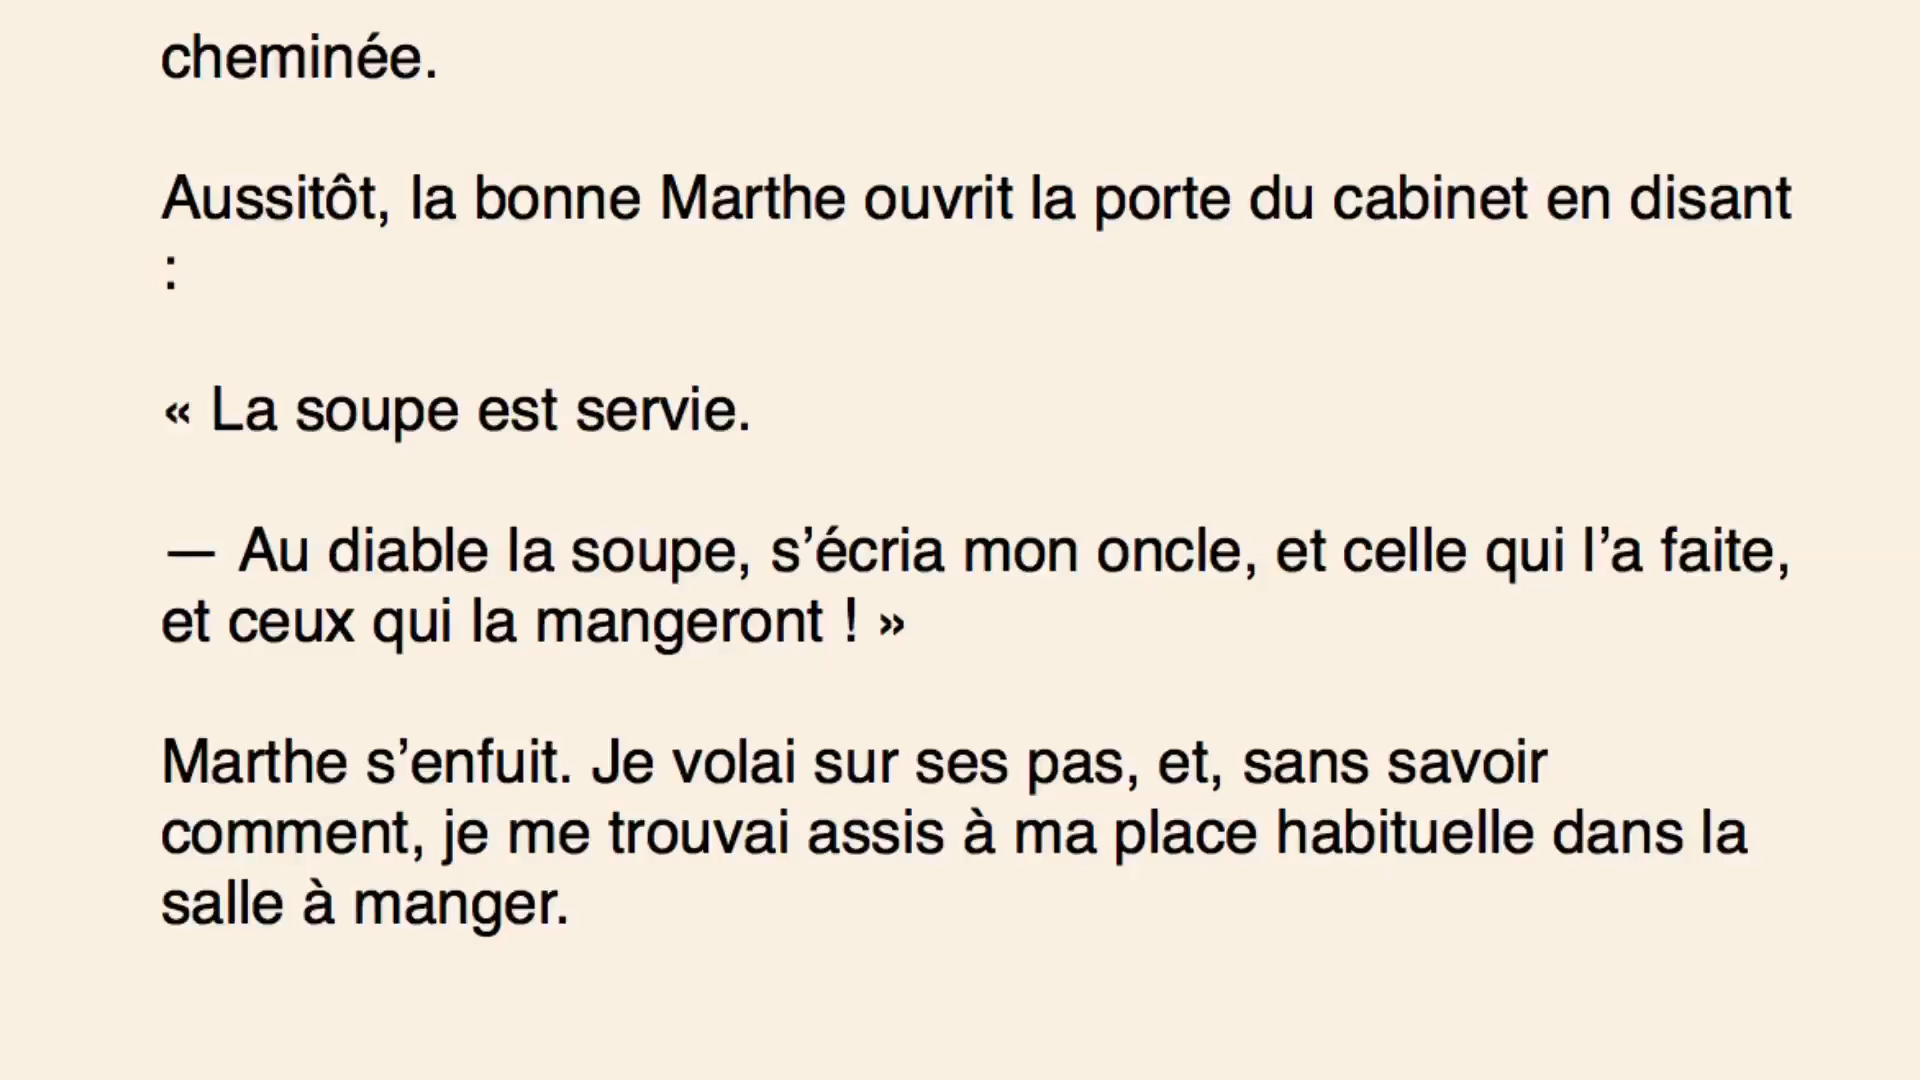 cheminée.
Aussitôt, la bonne Marthe ouvrit la porte du cabinet en disant
:
« La soupe est servie.
— Au diable la soupe, s’écria mon oncle, et celle qui l’a faite,
et ceux qui la mangeront ! »
Marthe s’enfuit. Je volai sur ses pas, et, sans savoir
comment, je me trouvai assis à ma place habituelle dans la
salle à manger.